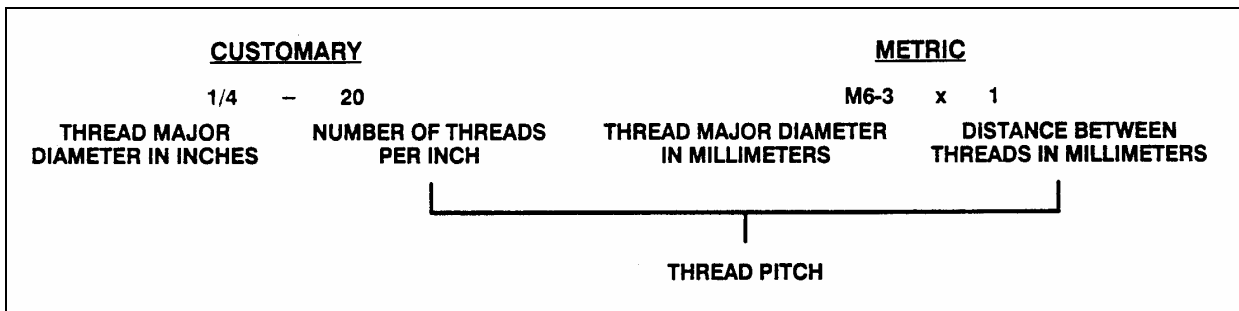 CUSTOMARY
1/4 – 20
THREAD MAJOR
DIAMETER IN INCHES
NUMBER OF THREADS
PER INCH
METRIC
M6-3 x 1
THREAD MAJOR DIAMETER
IN MILLIMETERS
DISTANCE BETWEEN
THREADS IN MILLIMETERS
THREAD PITCH